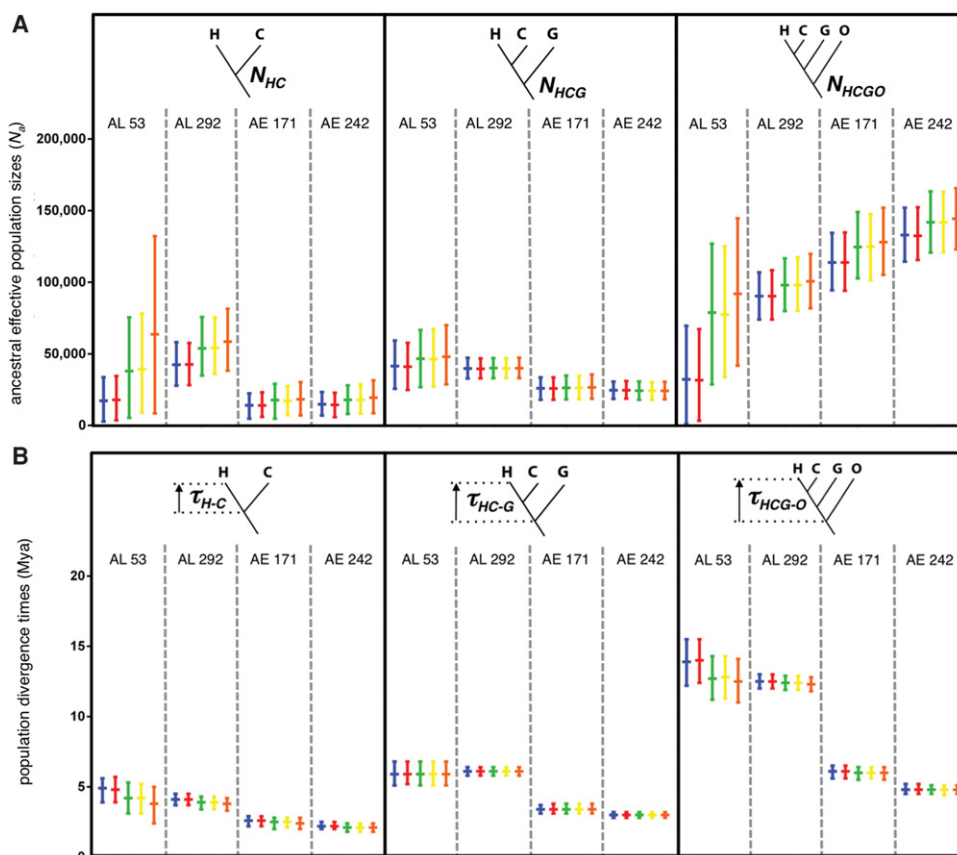 A
H C
N_HC
H C G
N_HCG
H C G O
N_HCGO
AL 53 AL 292 AE 171 AE 242
AL 53 AL 292 AE 171 AE 242
AL 53 AL 292 AE 171 AE 242
ancestral effective population sizes (N_a)
200,000
150,000
100,000
50,000
0
B
H C
τ_H-C
H C G
τ_HC-G
H C G O
τ_HCG-O
AL 53 AL 292 AE 171 AE 242
AL 53 AL 292 AE 171 AE 242
AL 53 AL 292 AE 171 AE 242
population divergence times (Mya)
20
15
10
5
0